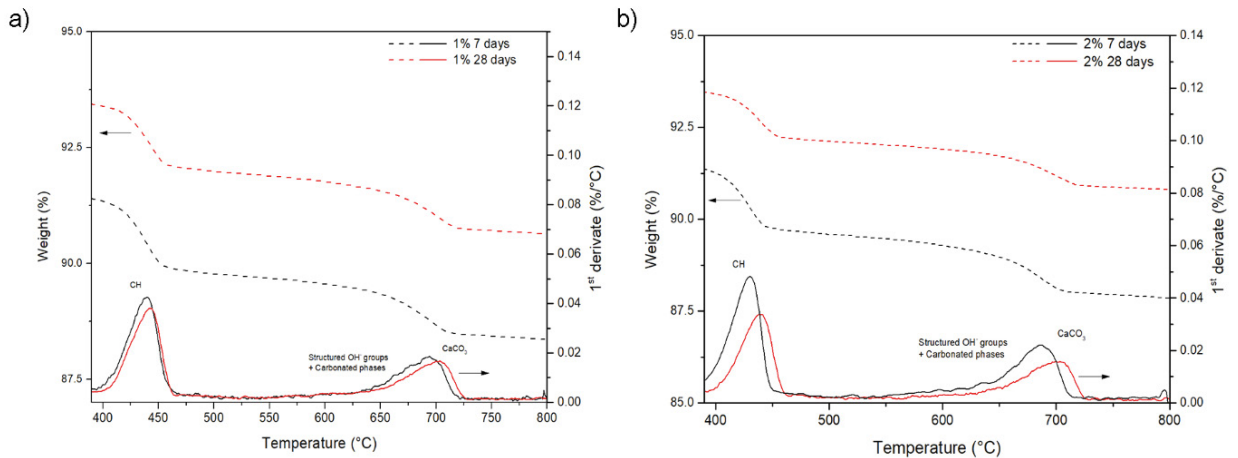 a)
95.0
92.5
90.0
87.5
Weight (%)
1% 7 days
1% 28 days
0.14
0.12
0.10
0.08
0.06
0.04
0.02
0.00
1st derivate (%/°C)
CH
Structured OH- groups
+ Carbonated phases
CaCO3
400 450 500 550 600 650 700 750 800
Temperature (°C)
b)
95.0
92.5
90.0
87.5
85.0
Weight (%)
2% 7 days
2% 28 days
0.14
0.12
0.10
0.08
0.06
0.04
0.02
0.00
1st derivate (%/°C)
CH
Structured OH- groups
+ Carbonated phases
CaCO3
400 500 600 700 800
Temperature (°C)